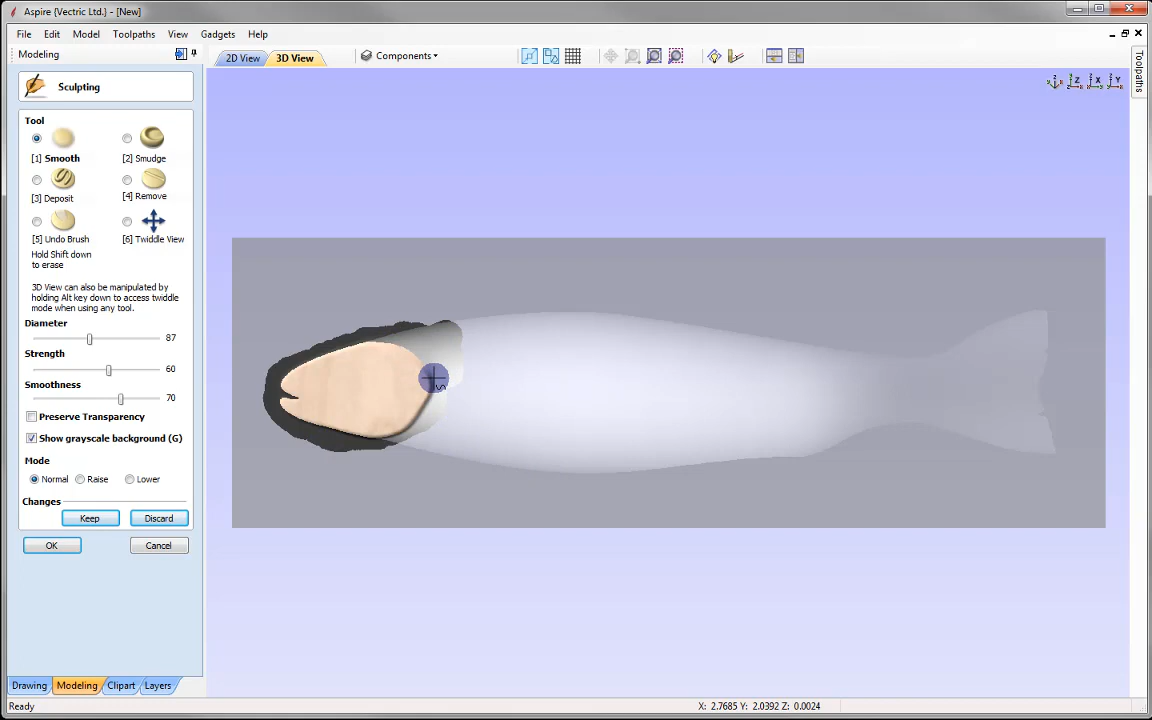 Aspire {Vectric Ltd.} - [New]
File Edit Model Toolpaths View Gadgets Help
Modeling
2D View 3D View Components
Toolpaths
Sculpting
Tool
[1] Smooth [2] Smudge
[3] Deposit [4] Remove
[5] Undo Brush [6] Twiddle View
Hold Shift down
to erase
3D View can also be manipulated by
holding Alt key down to access twiddle
mode when using any tool.
Diameter
87
Strength
60
Smoothness
70
Preserve Transparency
Show grayscale background (G)
Mode
Normal Raise Lower
Changes
Keep Discard
OK Cancel
Drawing Modeling Clipart Layers
Ready X: 2.7685 Y: 2.0392 Z: 0.0024